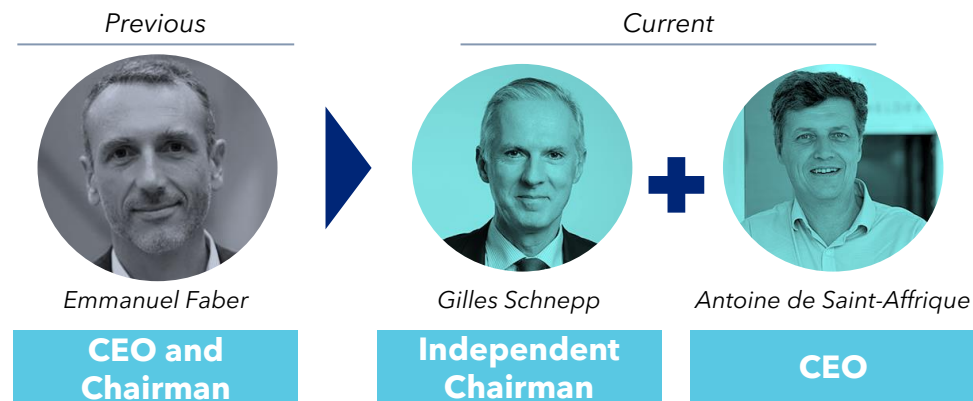 Previous
Current
Emmanuel Faber
Gilles Schnepp
Antoine de Saint-Affrique
CEO and
Chairman
Independent
Chairman
CEO